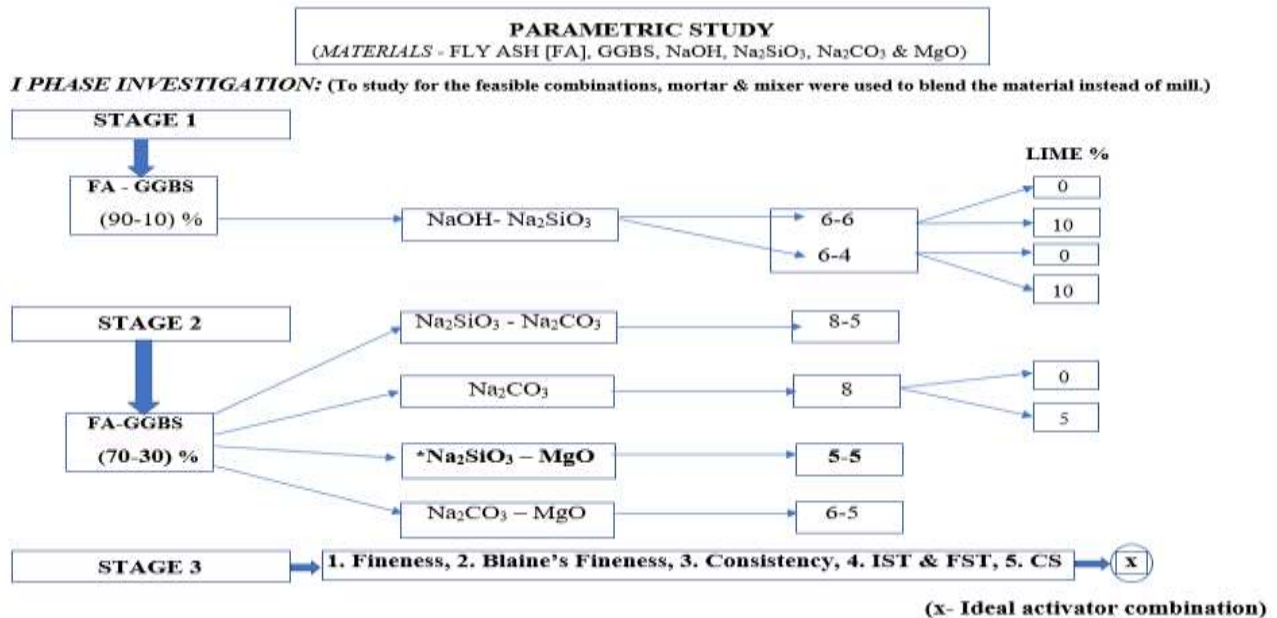 PARAMETRIC STUDY
(MATERIALS - FLY ASH [FA], GGBS, NaOH, Na₂SiO₃, Na₂CO₃ & MgO)
I PHASE INVESTIGATION: (To study for the feasible combinations, mortar & mixer were used to blend the material instead of mill.)
STAGE 1
LIME %
FA - GGBS
(90-10) %
NaOH- Na₂SiO₃
6-6
6-4
0
10
0
10
STAGE 2
FA-GGBS
(70-30) %
Na₂SiO₃ - Na₂CO₃
8-5
Na₂CO₃
8
0
5
*Na₂SiO₃ – MgO
5-5
Na₂CO₃ – MgO
6-5
STAGE 3
1. Fineness, 2. Blaine's Fineness, 3. Consistency, 4. IST & FST, 5. CS
x
(x- Ideal activator combination)